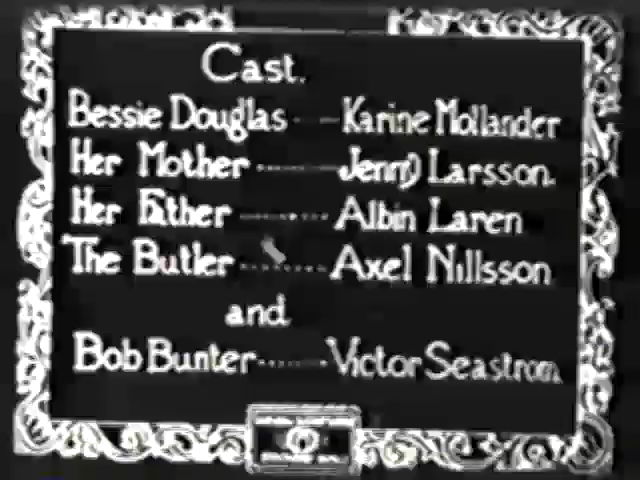 Cast.
Bessie Douglas -- Karine Mollander
Her Mother ------ Jenny Larsson.
Her Father ------ Albin Laren
The Butler ------ Axel Nillsson
and
Bob Bunter ------ Victor Seastrom